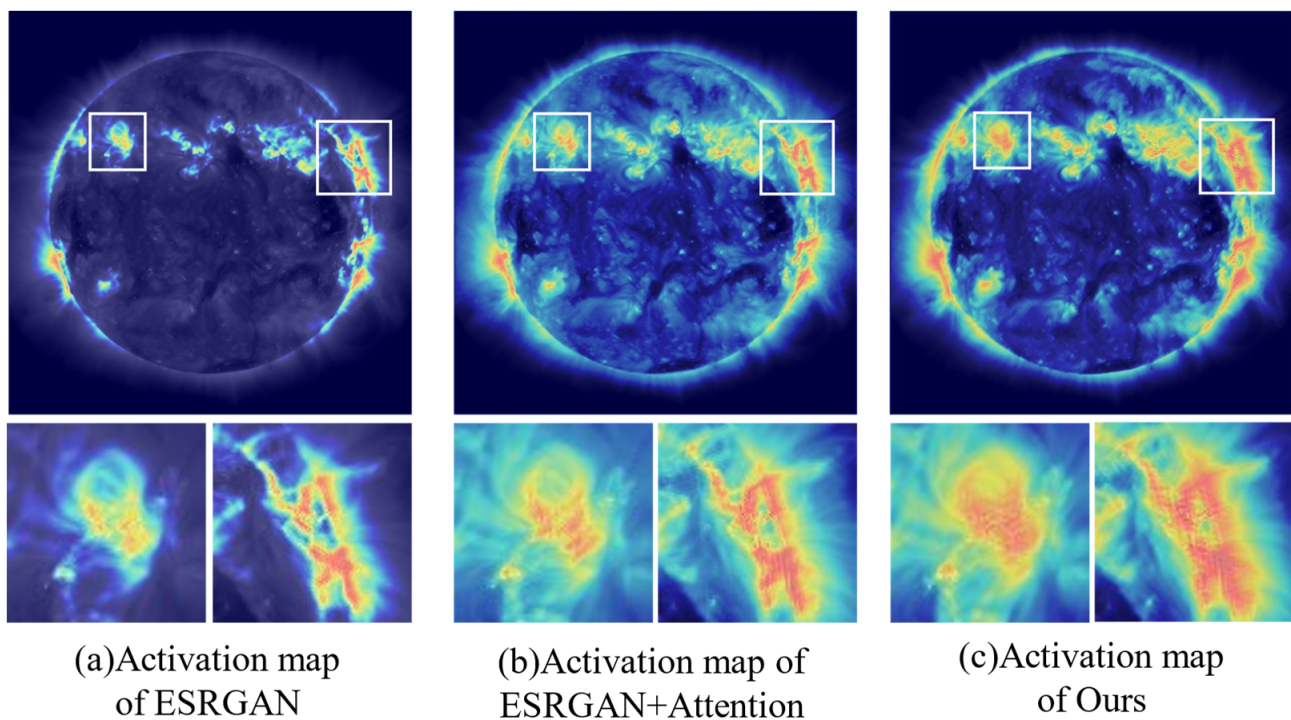 (a)Activation map
of ESRGAN
(b)Activation map of
ESRGAN+Attention
(c)Activation map
of Ours